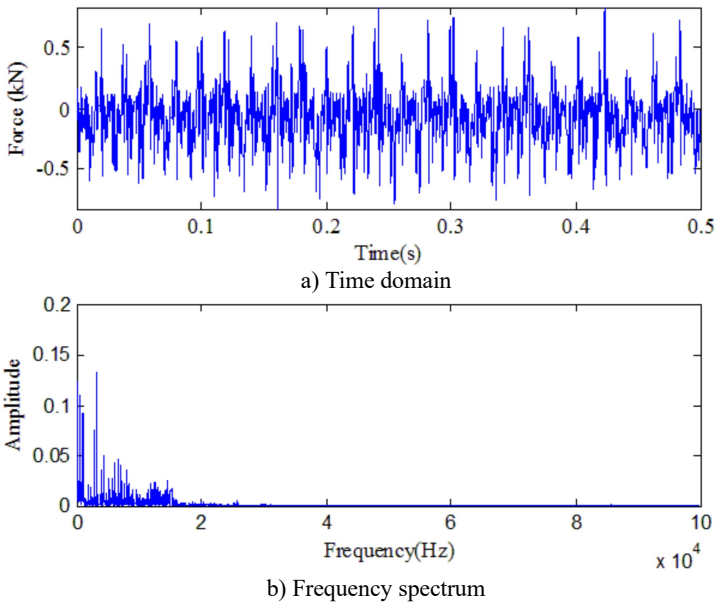 0.5
0
-0.5
Force (kN)
0 0.1 0.2 0.3 0.4 0.5
Time(s)
a) Time domain
0.2
0.15
0.1
0.05
0
Amplitude
0 2 4 6 8 10
Frequency(Hz)
x 10⁴
b) Frequency spectrum